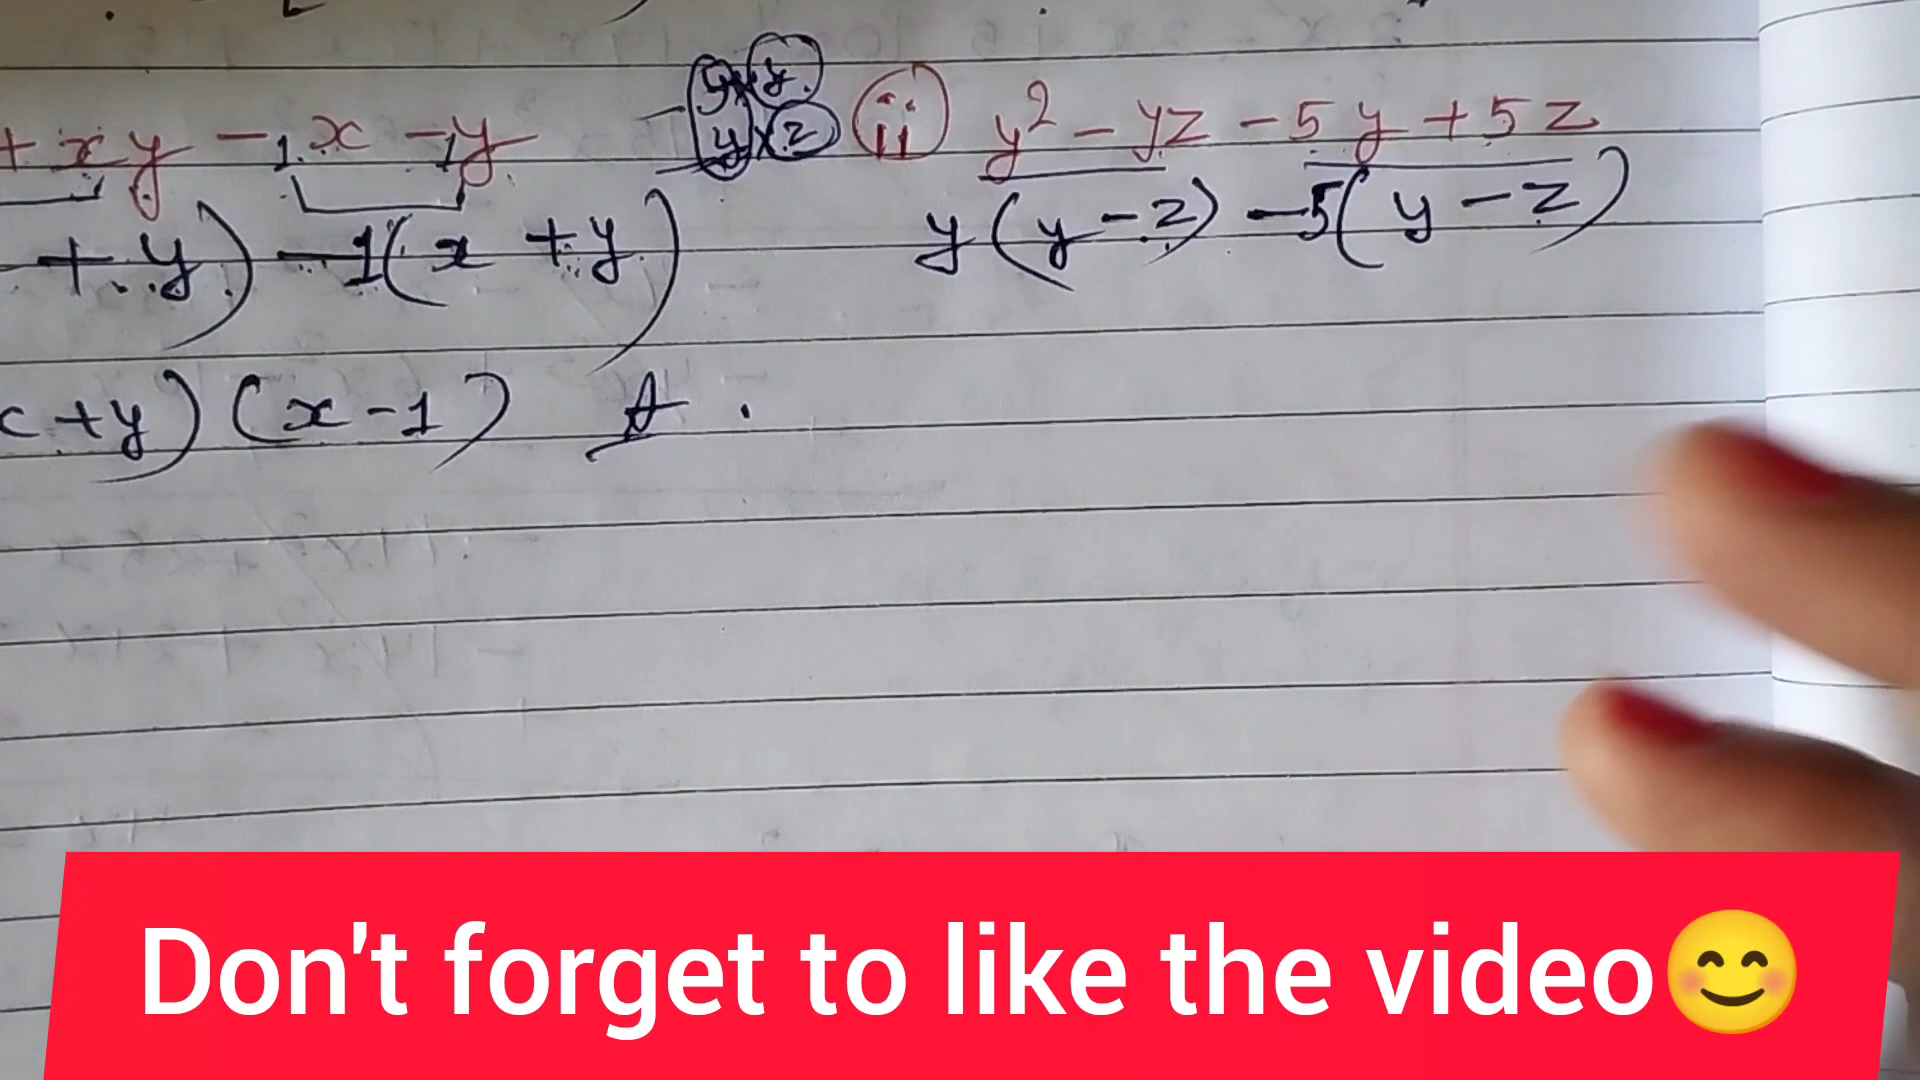 + xy - 1x - 1y
+ y) - 1(x + y)
+ y) (x - 1)
y × y
y × z
ii y² - yz - 5y + 5z
y(y - z) - 5(y - z)
Don't forget to like the video😊